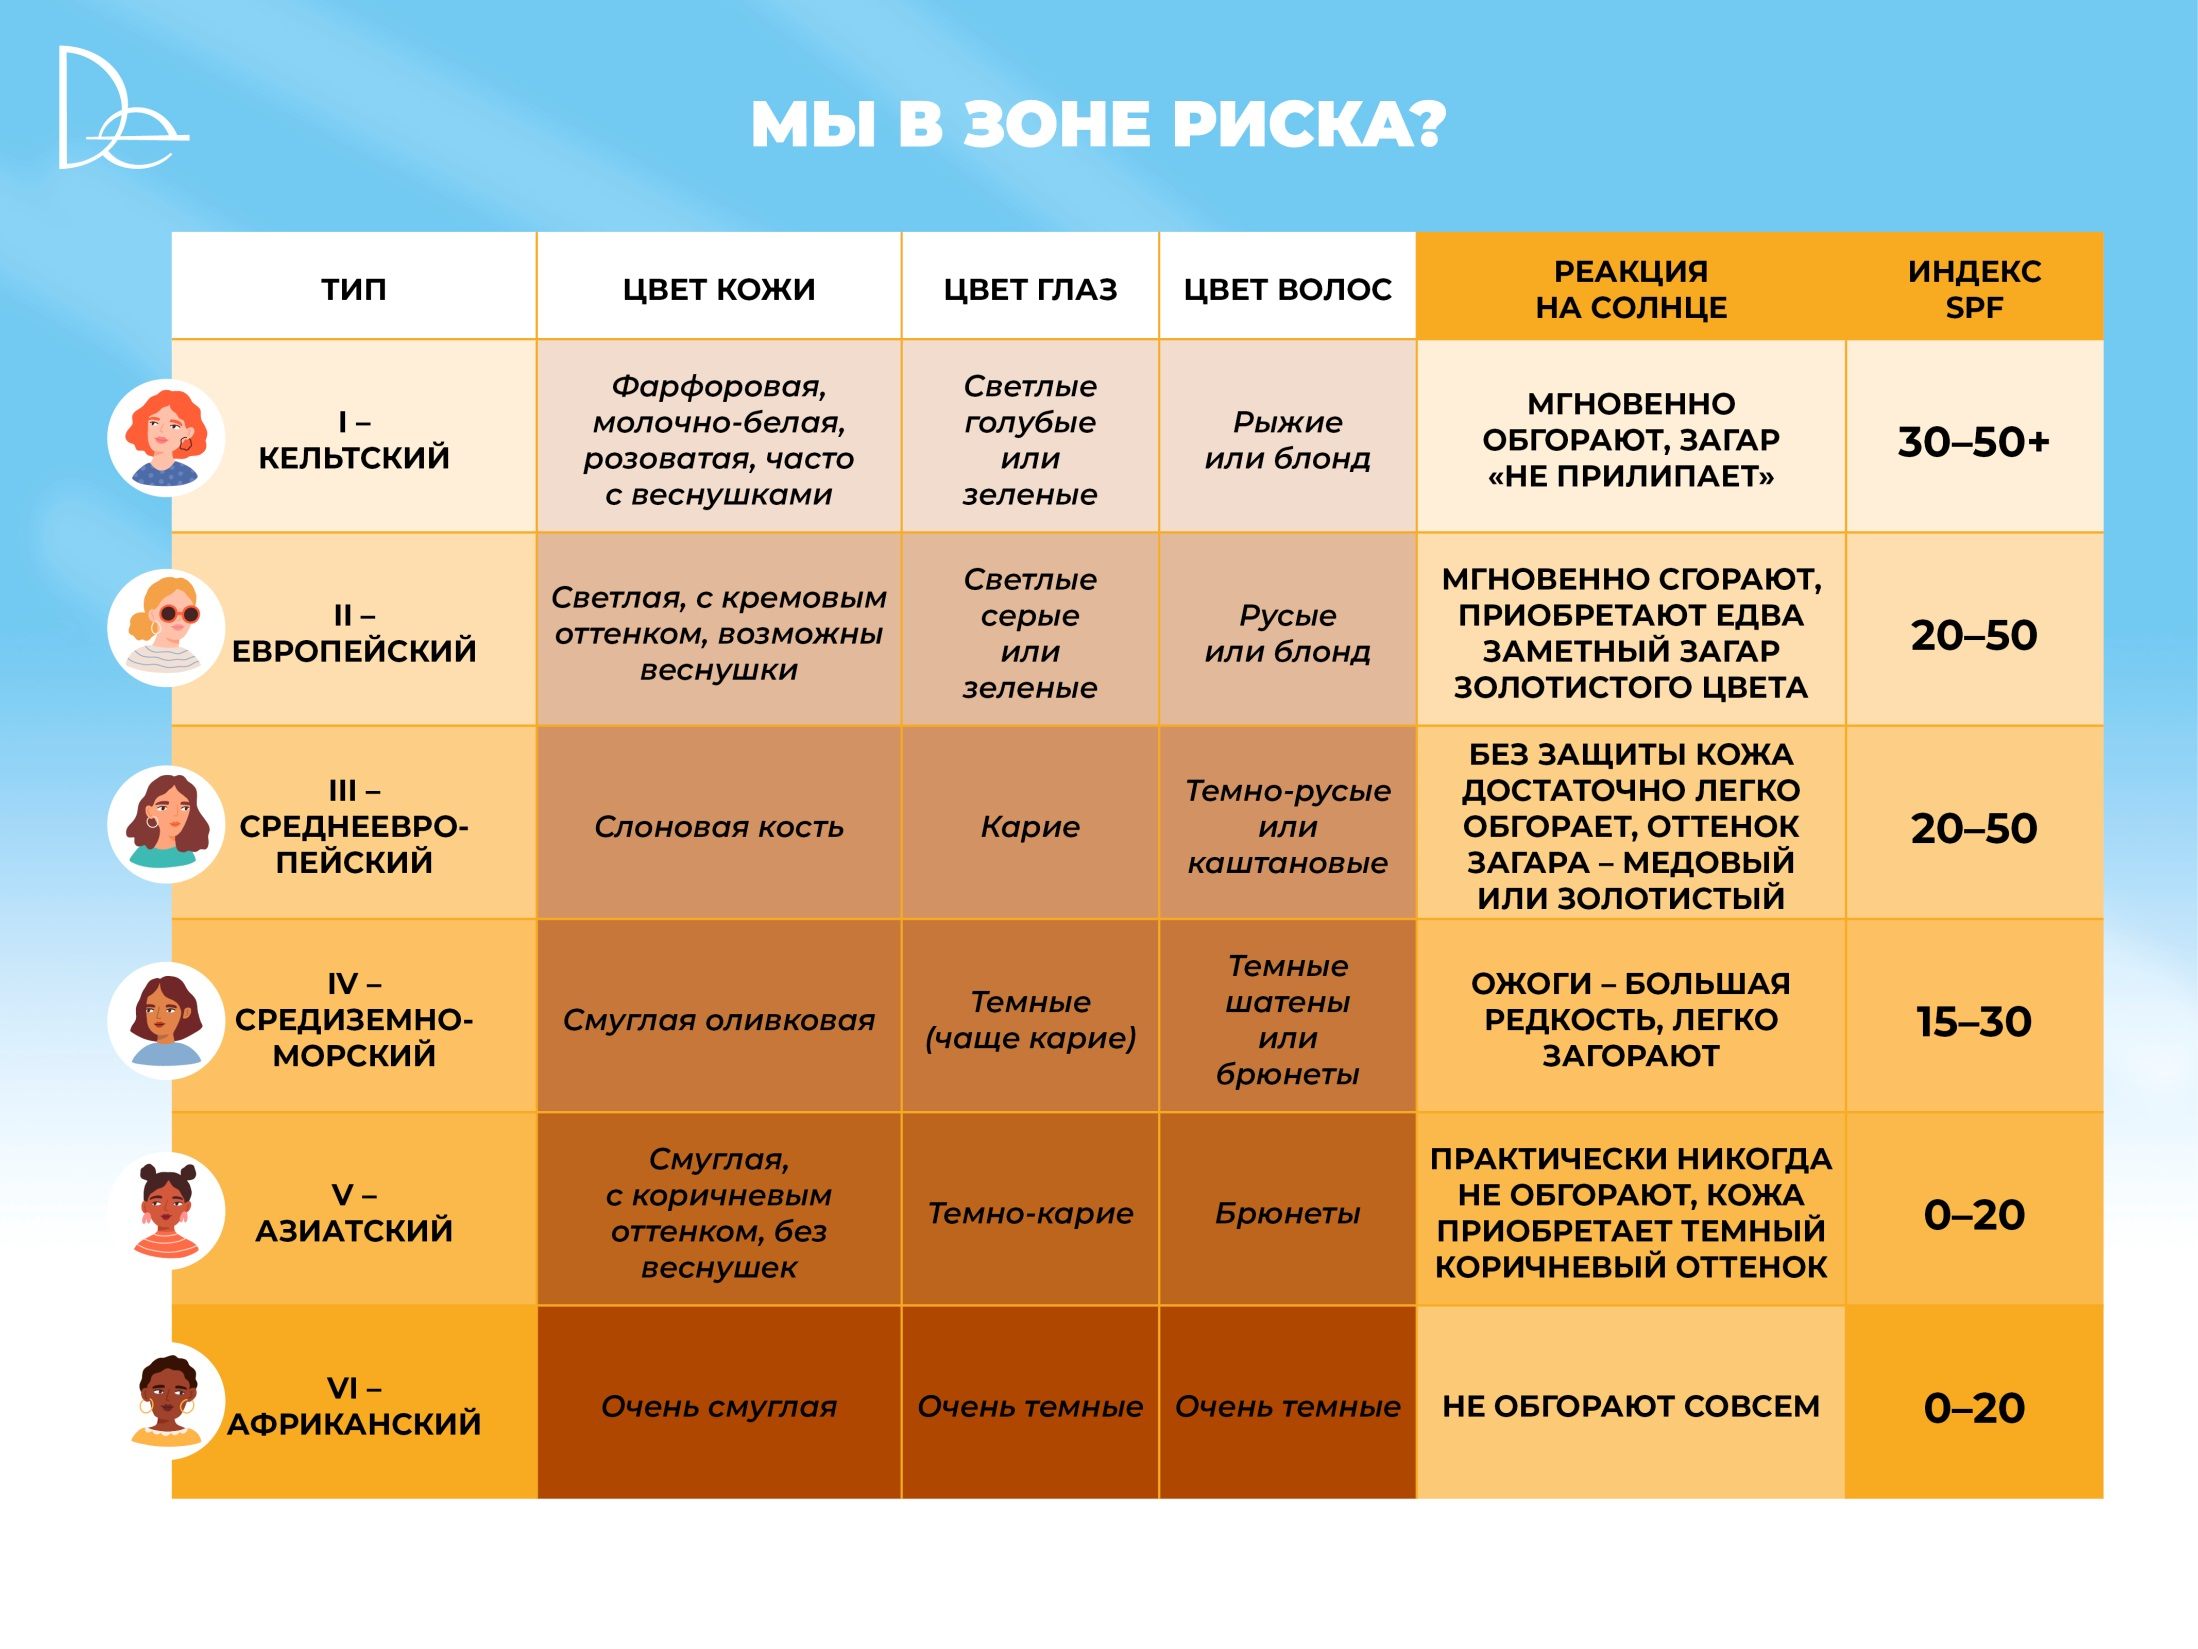 De
МЫ В ЗОНЕ РИСКА?
ТИП
ЦВЕТ КОЖИ
ЦВЕТ ГЛАЗ
ЦВЕТ ВОЛОС
РЕАКЦИЯ
НА СОЛНЦЕ
ИНДЕКС
SPF
I –
КЕЛЬТСКИЙ
Фарфоровая,
молочно-белая,
розоватая, часто
с веснушками
Светлые
голубые
или
зеленые
Рыжие
или блонд
МГНОВЕННО
ОБГОРАЮТ, ЗАГАР
«НЕ ПРИЛИПАЕТ»
30–50+
II –
ЕВРОПЕЙСКИЙ
Светлая, с кремовым
оттенком, возможны
веснушки
Светлые
серые
или
зеленые
Русые
или блонд
МГНОВЕННО СГОРАЮТ,
ПРИОБРЕТАЮТ ЕДВА
ЗАМЕТНЫЙ ЗАГАР
ЗОЛОТИСТОГО ЦВЕТА
20–50
III –
СРЕДНЕЕВРО-
ПЕЙСКИЙ
Слоновая кость
Карие
Темно-русые
или
каштановые
БЕЗ ЗАЩИТЫ КОЖА
ДОСТАТОЧНО ЛЕГКО
ОБГОРАЕТ, ОТТЕНОК
ЗАГАРА – МЕДОВЫЙ
ИЛИ ЗОЛОТИСТЫЙ
20–50
IV –
СРЕДИЗЕМНО-
МОРСКИЙ
Смуглая оливковая
Темные
(чаще карие)
Темные
шатены
или
брюнеты
ОЖОГИ – БОЛЬШАЯ
РЕДКОСТЬ, ЛЕГКО
ЗАГОРАЮТ
15–30
V –
АЗИАТСКИЙ
Смуглая,
с коричневым
оттенком, без
веснушек
Темно-карие
Брюнеты
ПРАКТИЧЕСКИ НИКОГДА
НЕ ОБГОРАЮТ, КОЖА
ПРИОБРЕТАЕТ ТЕМНЫЙ
КОРИЧНЕВЫЙ ОТТЕНОК
0–20
VI –
АФРИКАНСКИЙ
Очень смуглая
Очень темные
Очень темные
НЕ ОБГОРАЮТ СОВСЕМ
0–20